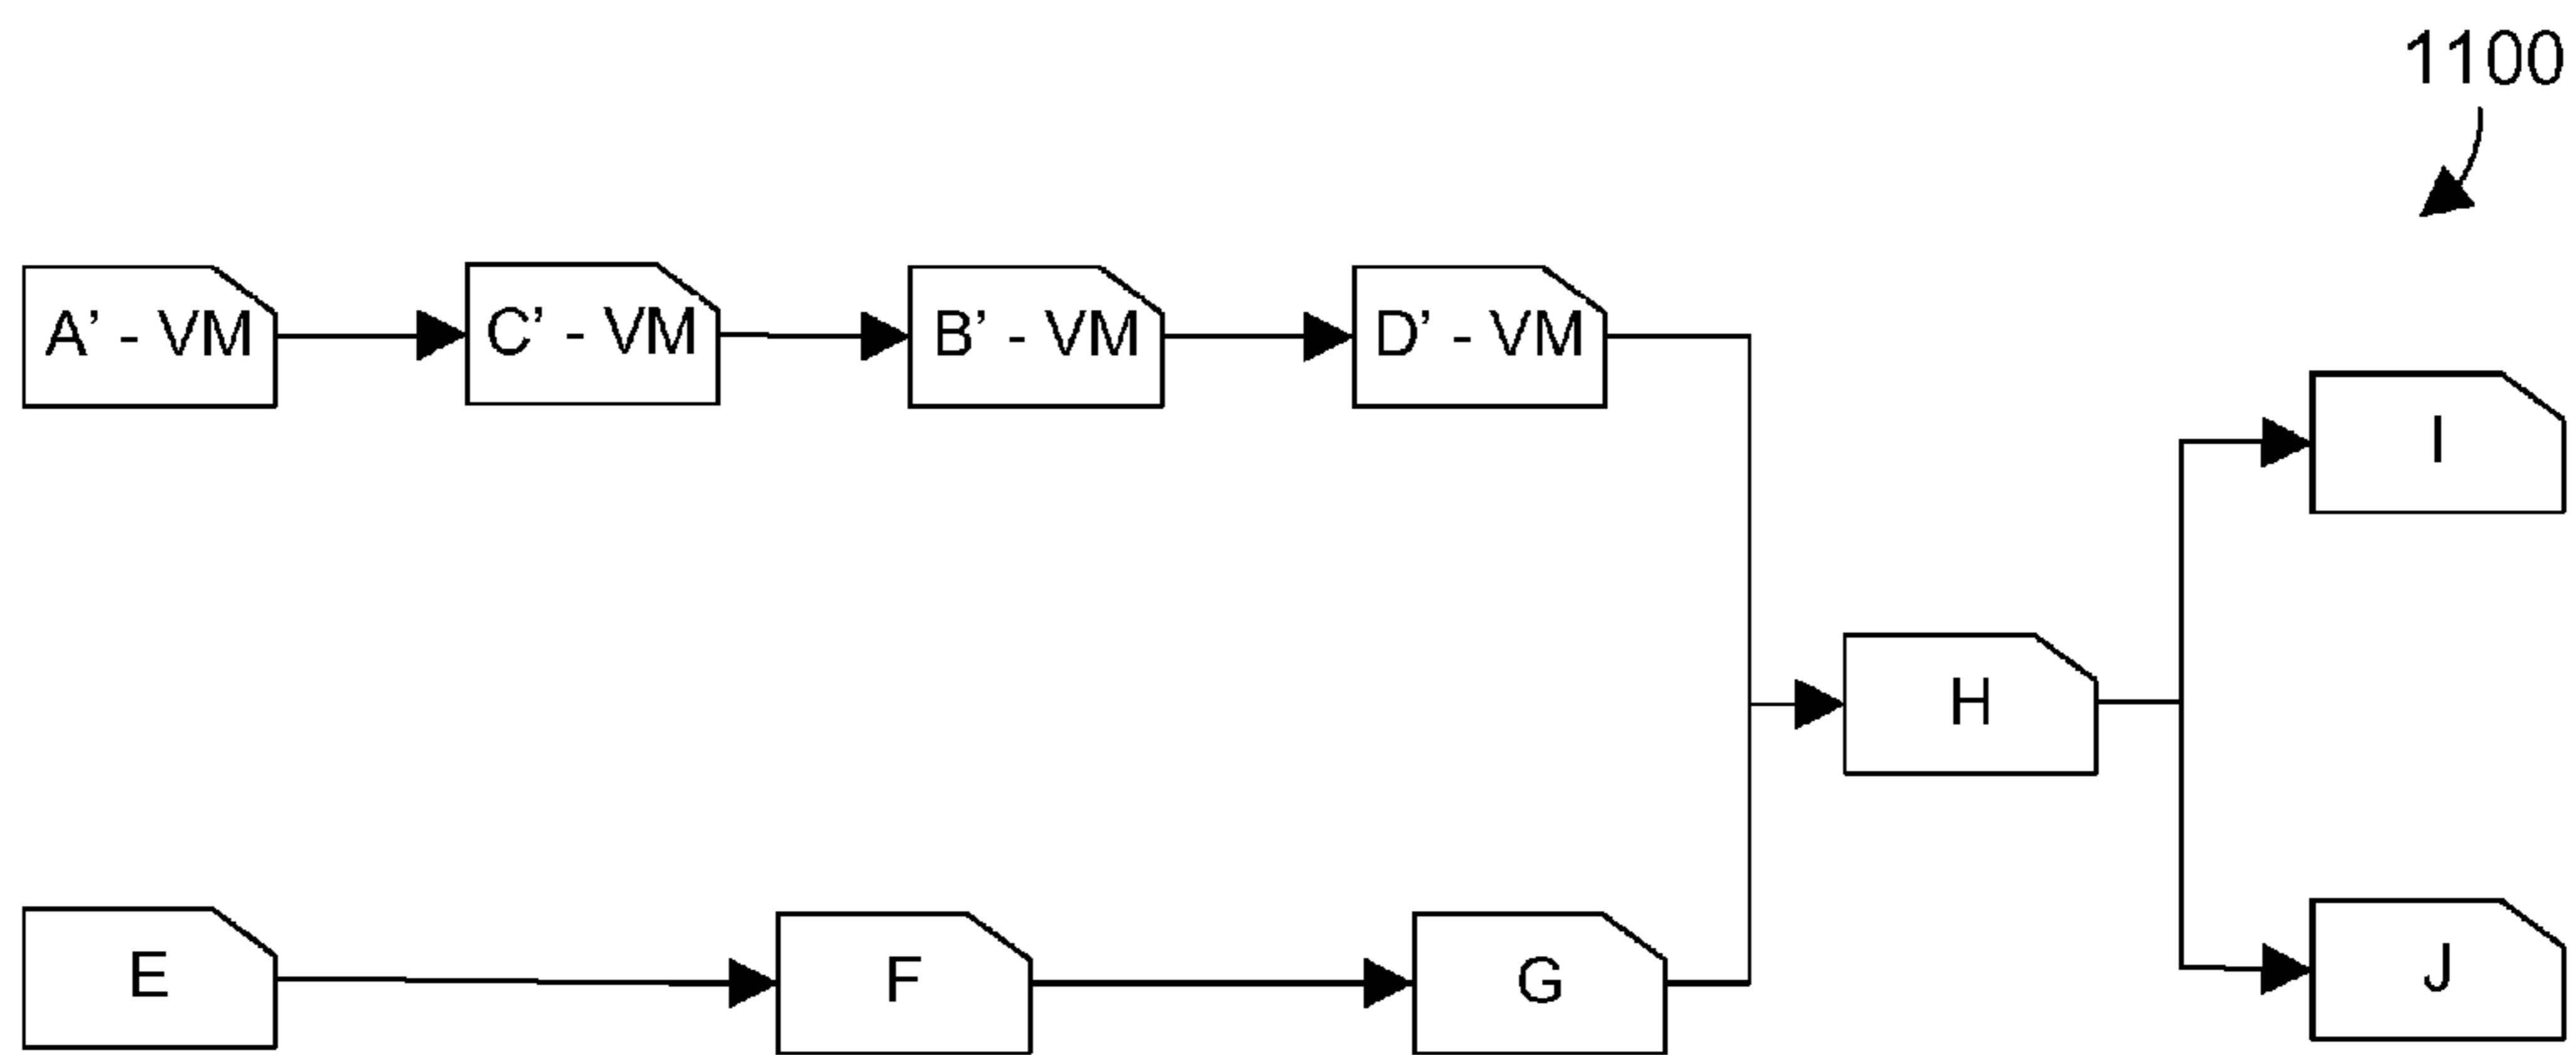 1100
A’ - VM
C’ - VM
B’ - VM
D’ - VM
I
H
E
F
G
J